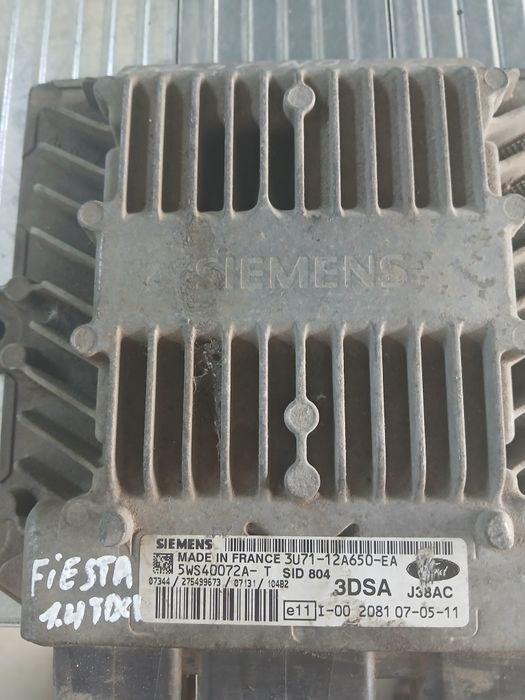 SIEMENS
SIEMENS
MADE IN FRANCE 3U71-12A650-EA
5WS40072A-T SID 804
07344 / 275499673 / 07131 / 10482
3DSA
Ford
J38AC
e11 I-00 2081 07-05-11
FiESTA
1.4 TDCI